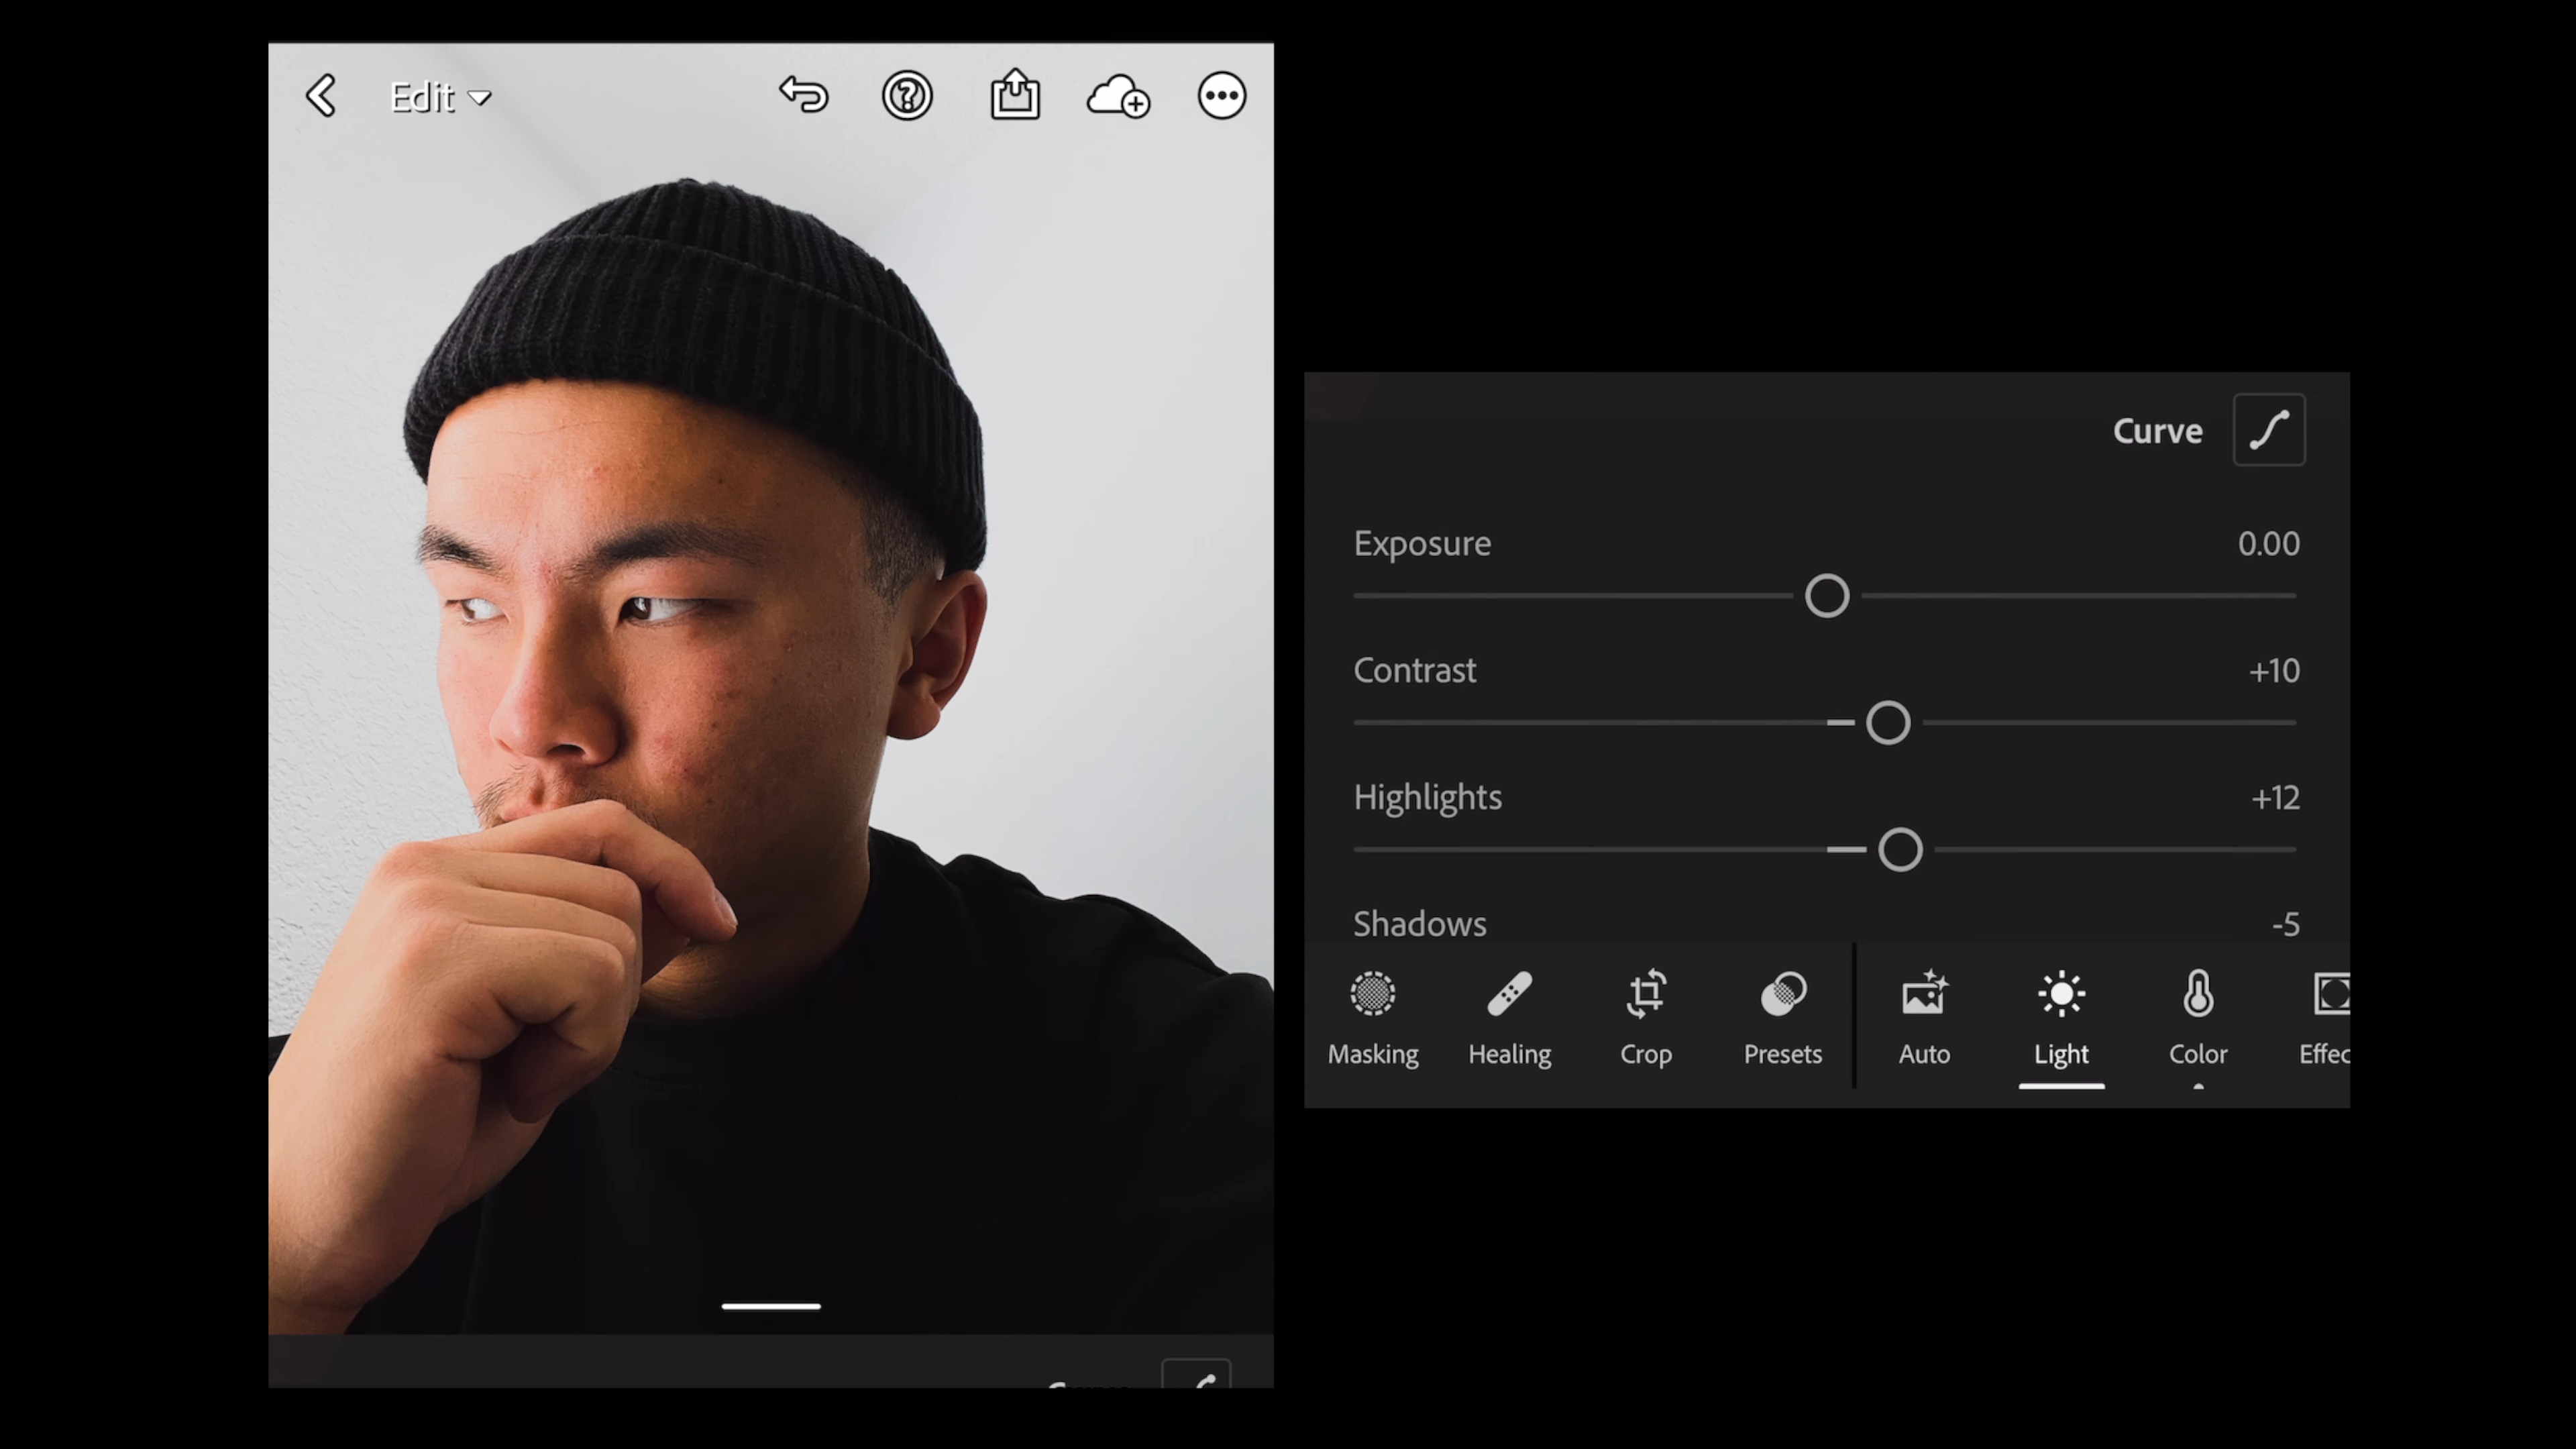 Edit
Curve
Exposure 0.00
Contrast +10
Highlights +12
Shadows -5
Masking Healing Crop Presets Auto Light Color Effec